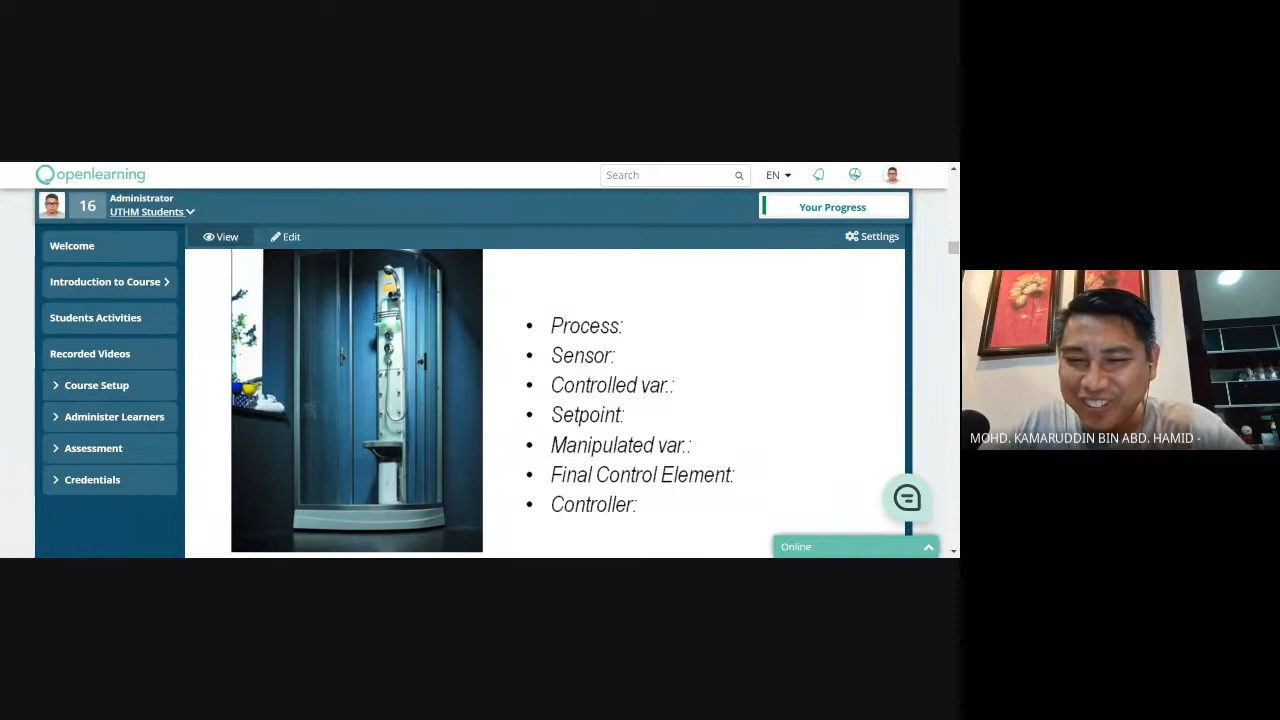 openlearning
Search
EN
16
Administrator
UTHM Students
Your Progress
View
Edit
Settings
Welcome
Introduction to Course
Students Activities
Recorded Videos
Course Setup
Administer Learners
Assessment
Credentials
• Process:
• Sensor:
• Controlled var.:
• Setpoint:
• Manipulated var.:
• Final Control Element:
• Controller:
Online
MOHD. KAMARUDDIN BIN ABD. HAMID -